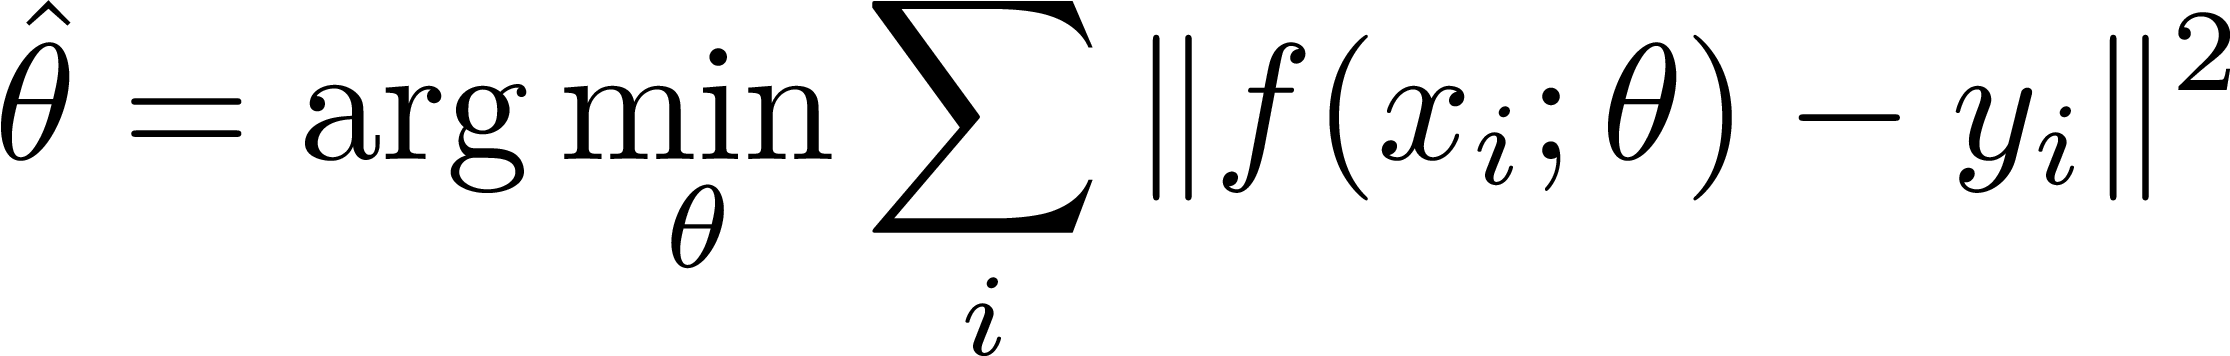 θ̂ = arg min_θ ∑_i ‖f(x_i; θ) − y_i‖²